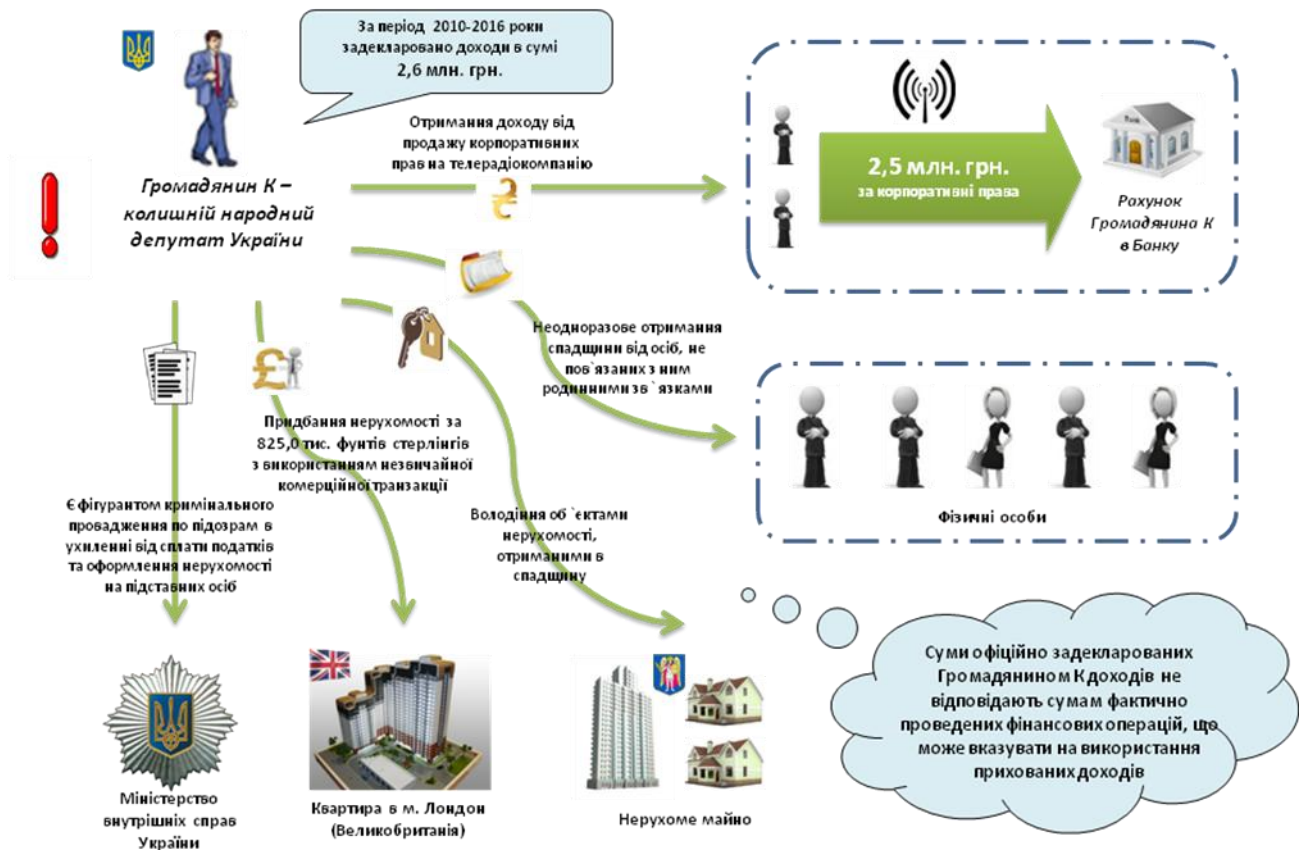 За період 2010-2016 роки
задекларовано доходи в сумі
2,6 млн. грн.
Громадянин К –
колишній народний
депутат України
Отримання доходу від
продажу корпоративних
прав на телерадіокомпанію
2,5 млн. грн.
за корпоративні права
Рахунок
Громадянина К
в Банку
Неодноразове отримання
спадщини від осіб, не
пов`язаних з ним
родинними зв`язками
Фізичні особи
Придбання нерухомості за
825,0 тис. фунтів стерлінгів
з використанням незвичайної
комерційної транзакції
Є фігурантом кримінального
провадження по підозрам в
ухиленні від сплати податків
та оформлення нерухомості
на підставних осіб
Володіння об`єктами
нерухомості,
отриманими в
спадщину
Міністерство
внутрішніх справ
України
Квартира в м. Лондон
(Великобританія)
Нерухоме майно
Суми офіційно задекларованих
Громадянином К доходів не
відповідають сумам фактично
проведених фінансових операцій, що
може вказувати на використання
прихованих доходів